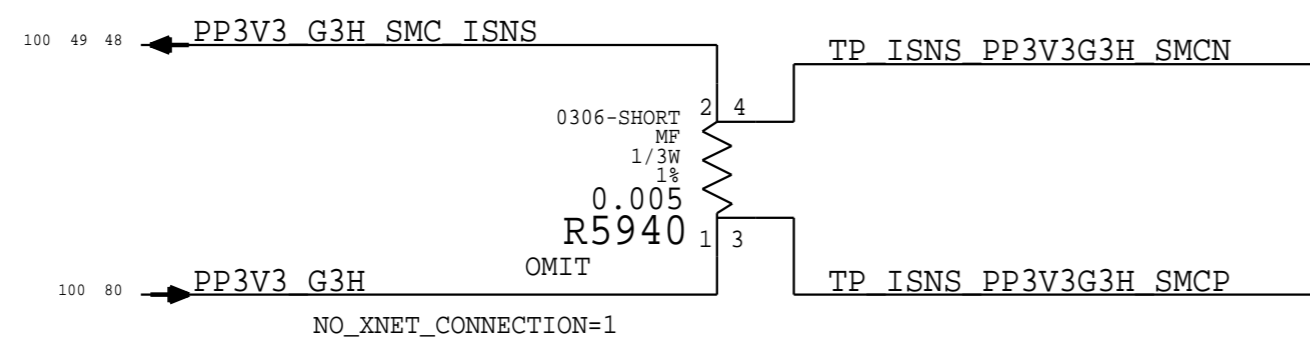 100 49 48 PP3V3_G3H_SMC_ISNS
TP_ISNS_PP3V3G3H_SMCN
2 4
0306-SHORT
MF
1/3W
1%
0.005
R5940
1 3
OMIT
100 80 PP3V3_G3H
TP_ISNS_PP3V3G3H_SMCP
NO_XNET_CONNECTION=1